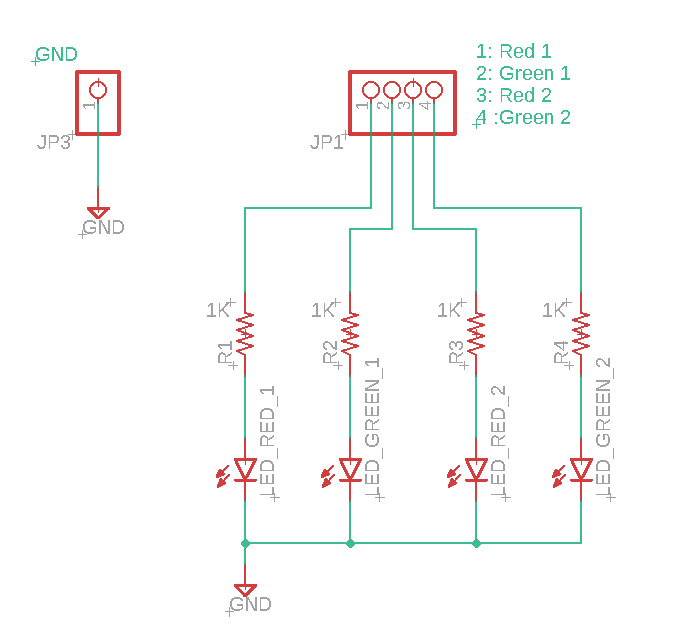 GND
1
JP3
GND
1: Red 1
2: Green 1
3: Red 2
4 :Green 2
1 2 3 4
JP1
1K
R1
LED_RED_1
1K
R2
LED_GREEN_1
1K
R3
LED_RED_2
1K
R4
LED_GREEN_2
GND